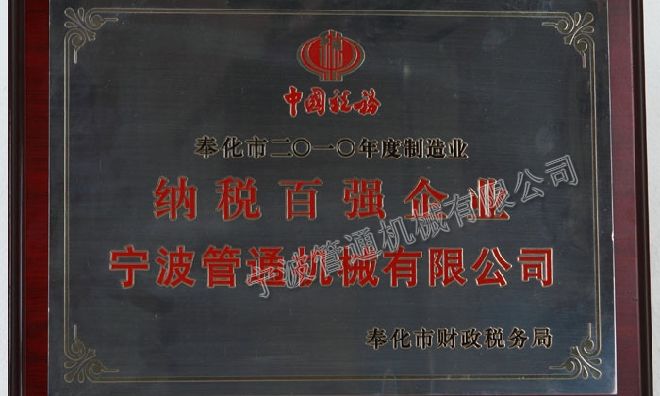 中国税务
奉化市二〇一〇年度制造业
纳税百强企业
宁波管通机械有限公司
宁波管通机械有限公司
奉化市财政税务局